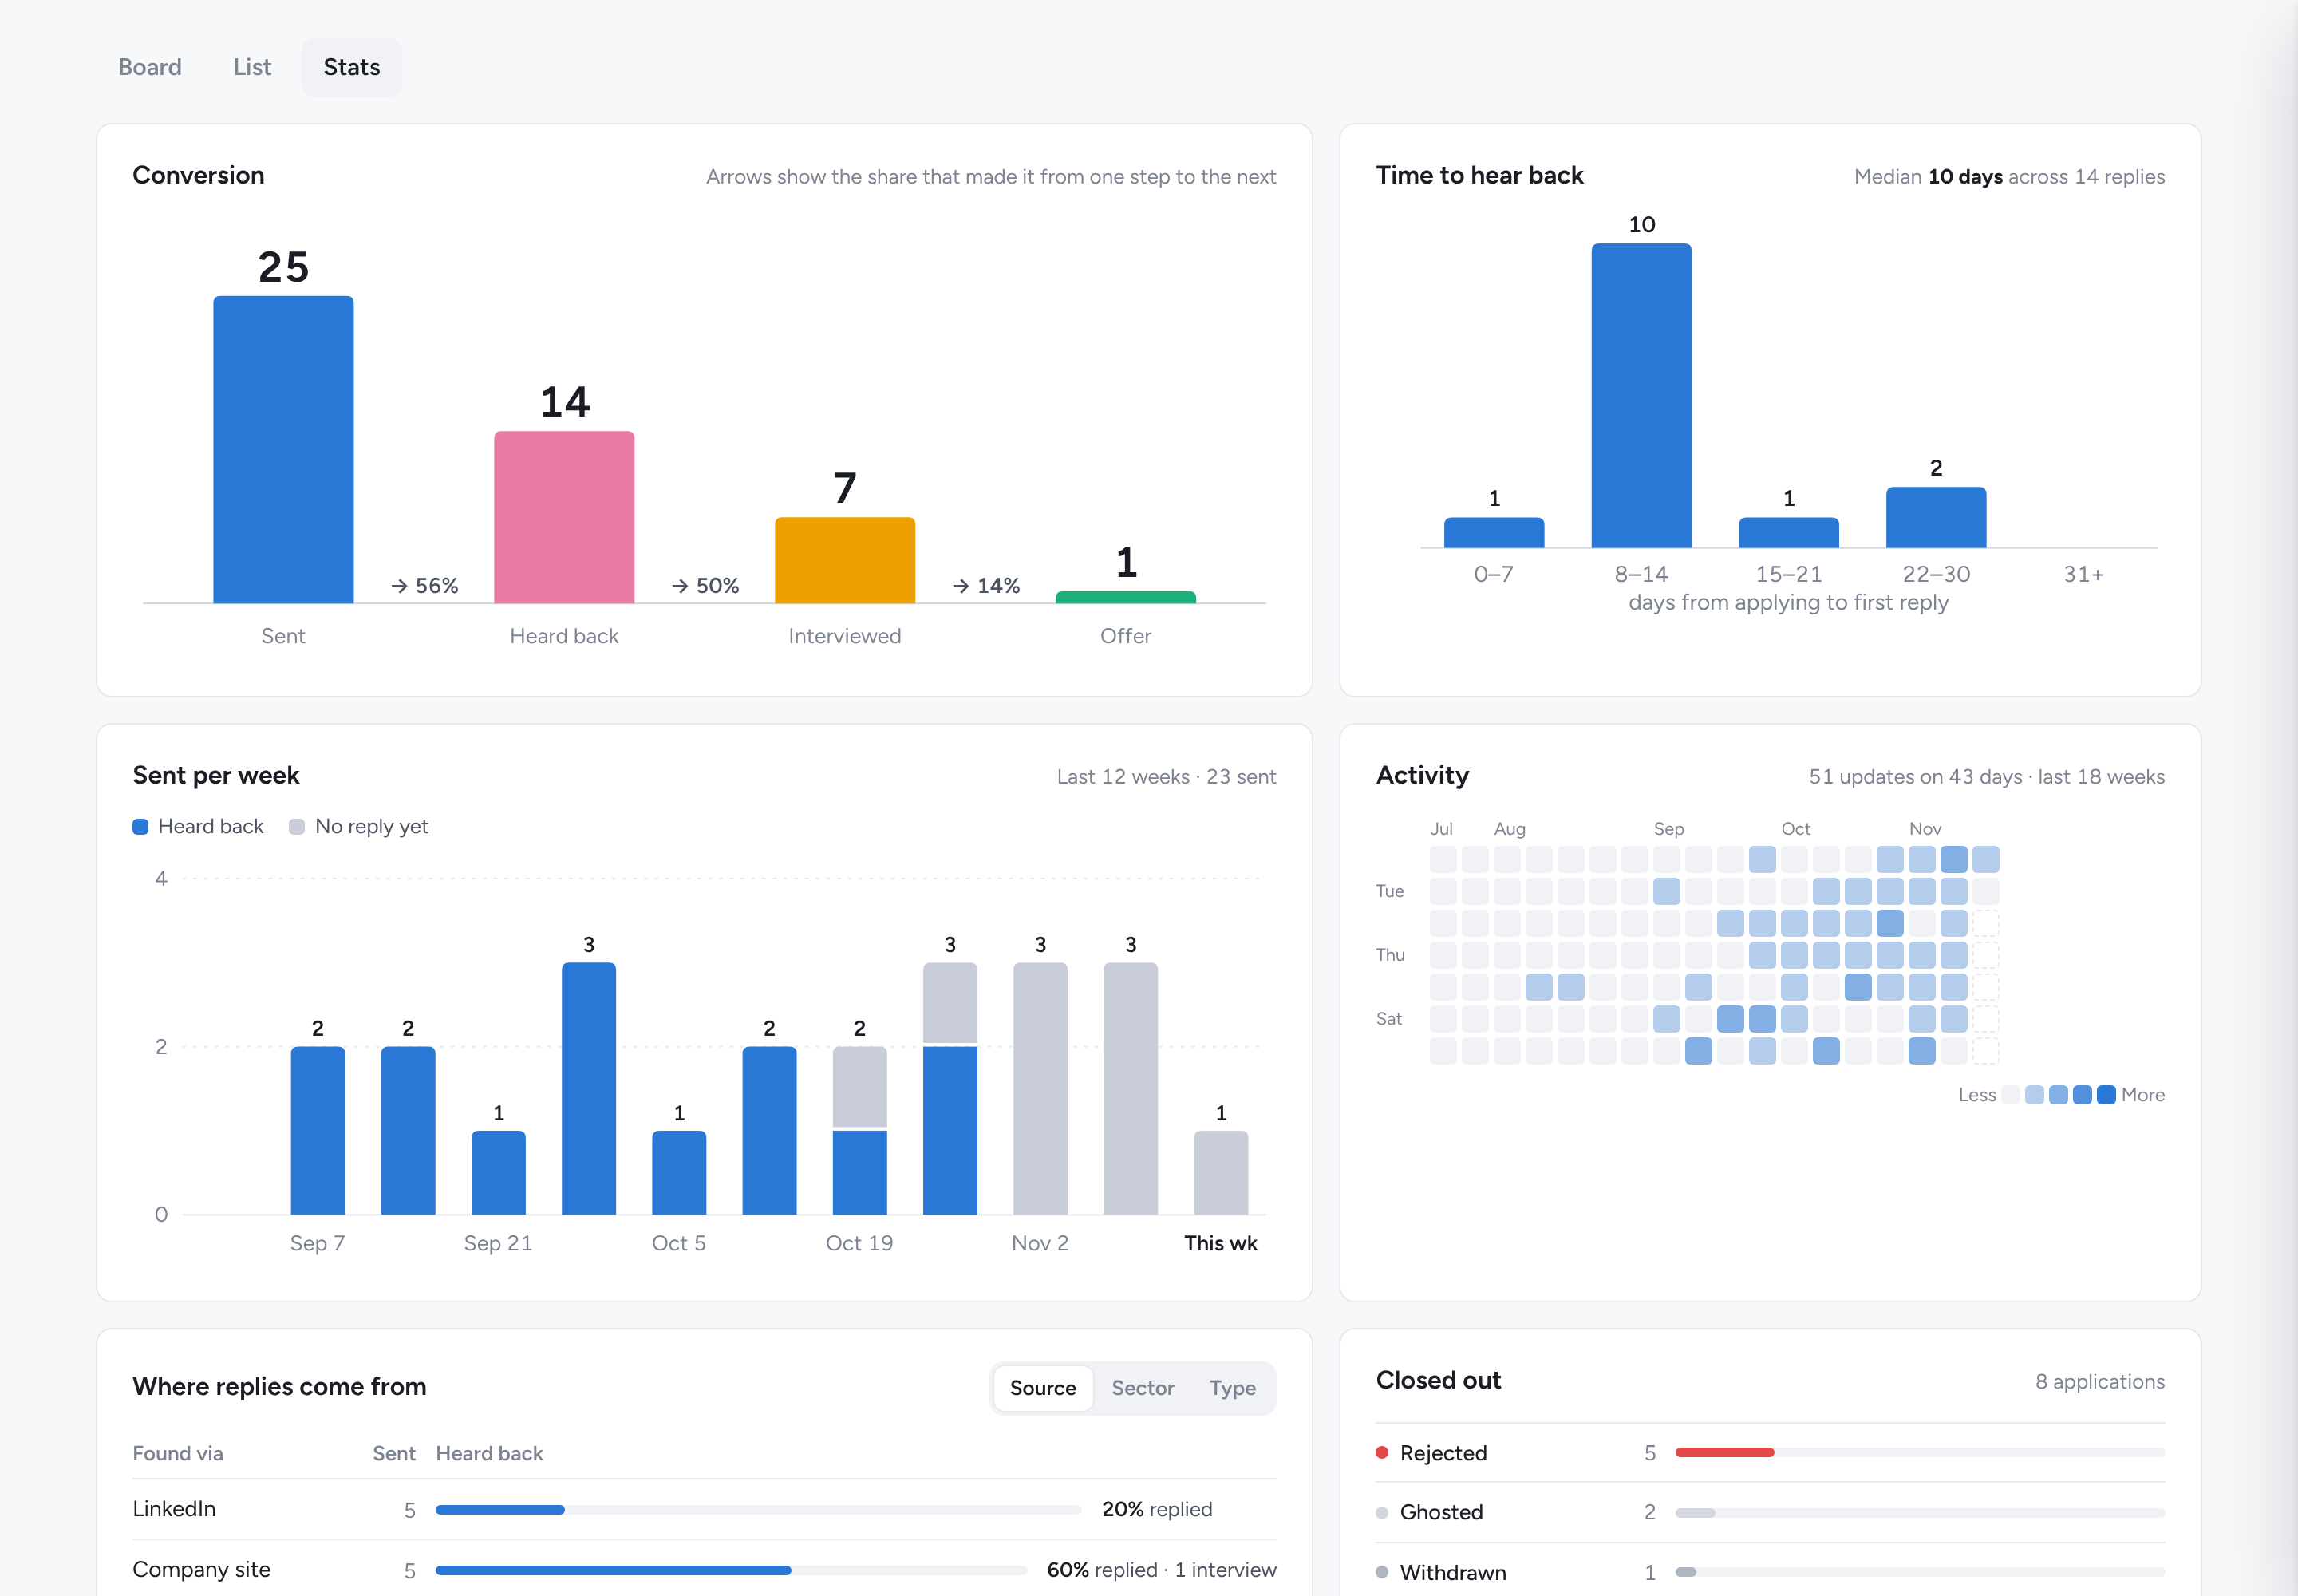 Board List Stats
Conversion
Arrows show the share that made it from one step to the next
25
14
7
1
→ 56%
→ 50%
→ 14%
Sent
Heard back
Interviewed
Offer
Time to hear back
Median 10 days across 14 replies
10
1
1
2
0–7
8–14
15–21
22–30
31+
days from applying to first reply
Sent per week
Last 12 weeks · 23 sent
Heard back
No reply yet
4
2
0
2
2
1
3
1
2
2
3
3
3
1
Sep 7
Sep 21
Oct 5
Oct 19
Nov 2
This wk
Activity
51 updates on 43 days · last 18 weeks
Jul
Aug
Sep
Oct
Nov
Tue
Thu
Sat
Less
More
Where replies come from
Source Sector Type
Found via Sent Heard back
LinkedIn 5 20% replied
Company site 5 60% replied · 1 interview
Closed out
8 applications
Rejected 5
Ghosted 2
Withdrawn 1